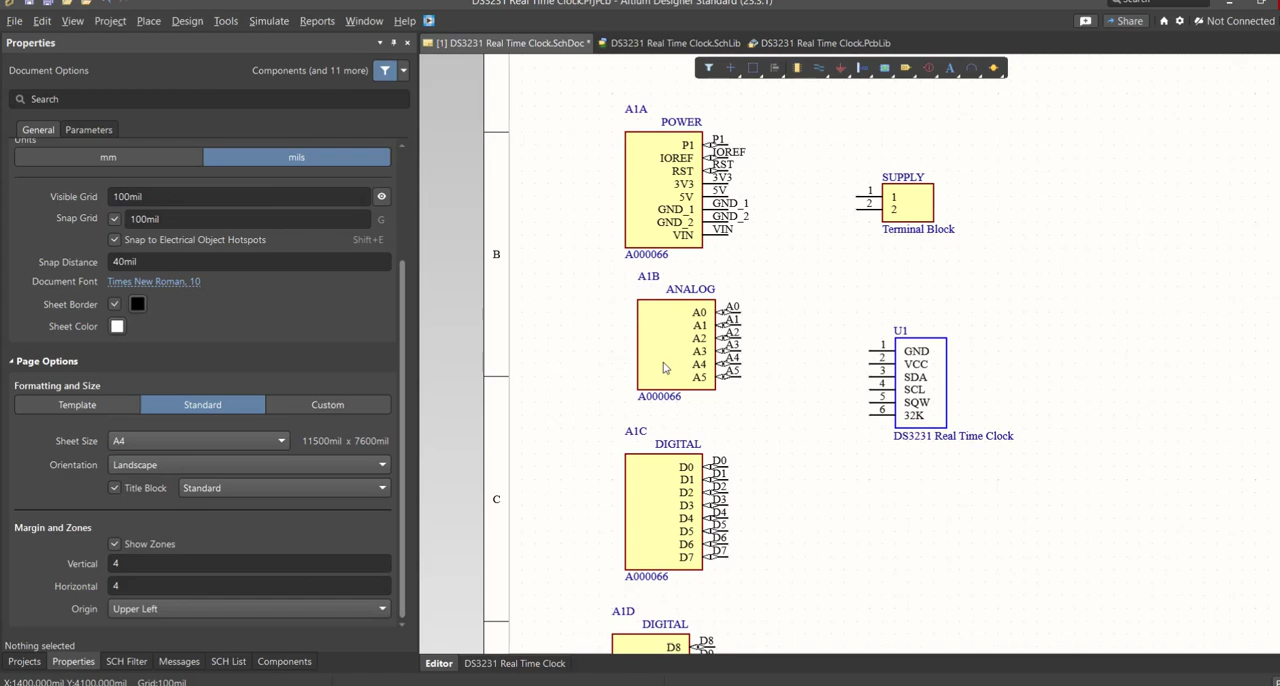 DS3231 Real Time Clock.PrjPcb - Altium Designer Standard (23.3.1)
Search
File Edit View Project Place Design Tools Simulate Reports Window Help
Share
Not Connected
Properties
[1] DS3231 Real Time Clock.SchDoc * DS3231 Real Time Clock.SchLib DS3231 Real Time Clock.PcbLib
Document Options
Components (and 11 more)
Search
General Parameters
Units
mm mils
Visible Grid 100mil
Snap Grid 100mil G
Snap to Electrical Object Hotspots Shift+E
Snap Distance 40mil
Document Font Times New Roman, 10
Sheet Border
Sheet Color
Page Options
Formatting and Size
Template Standard Custom
Sheet Size A4 11500mil x 7600mil
Orientation Landscape
Title Block Standard
Margin and Zones
Show Zones
Vertical 4
Horizontal 4
Origin Upper Left
Nothing selected
Projects Properties SCH Filter Messages SCH List Components
X:1400.000mil Y:4100.000mil Grid:100mil
B
C
A1A
POWER
P1 P1
IOREF IOREF
RST RST
3V3 3V3
5V 5V
GND_1 GND_1
GND_2 GND_2
VIN VIN
A000066
A1B
ANALOG
A0 A0
A1 A1
A2 A2
A3 A3
A4 A4
A5 A5
A000066
A1C
DIGITAL
D0 D0
D1 D1
D2 D2
D3 D3
D4 D4
D5 D5
D6 D6
D7 D7
A000066
A1D
DIGITAL
D8 D8
D9
SUPPLY
1 1
2 2
Terminal Block
U1
1 GND
2 VCC
3 SDA
4 SCL
5 SQW
6 32K
DS3231 Real Time Clock
Editor DS3231 Real Time Clock